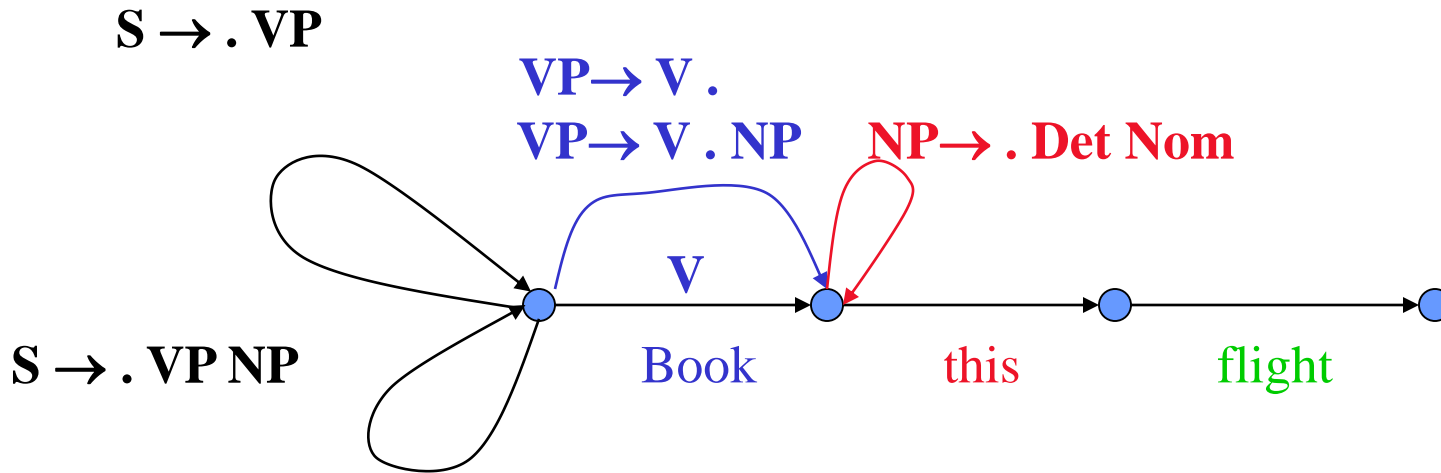 S → . VP
VP→ V .
VP→ V . NP
NP→ . Det Nom
V
S → . VP NP
Book
this
flight